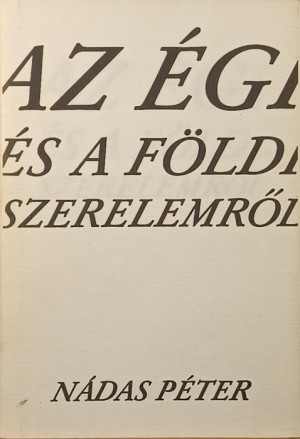 AZ ÉGI
ÉS A FÖLDI
SZERELEMRŐL
NÁDAS PÉTER